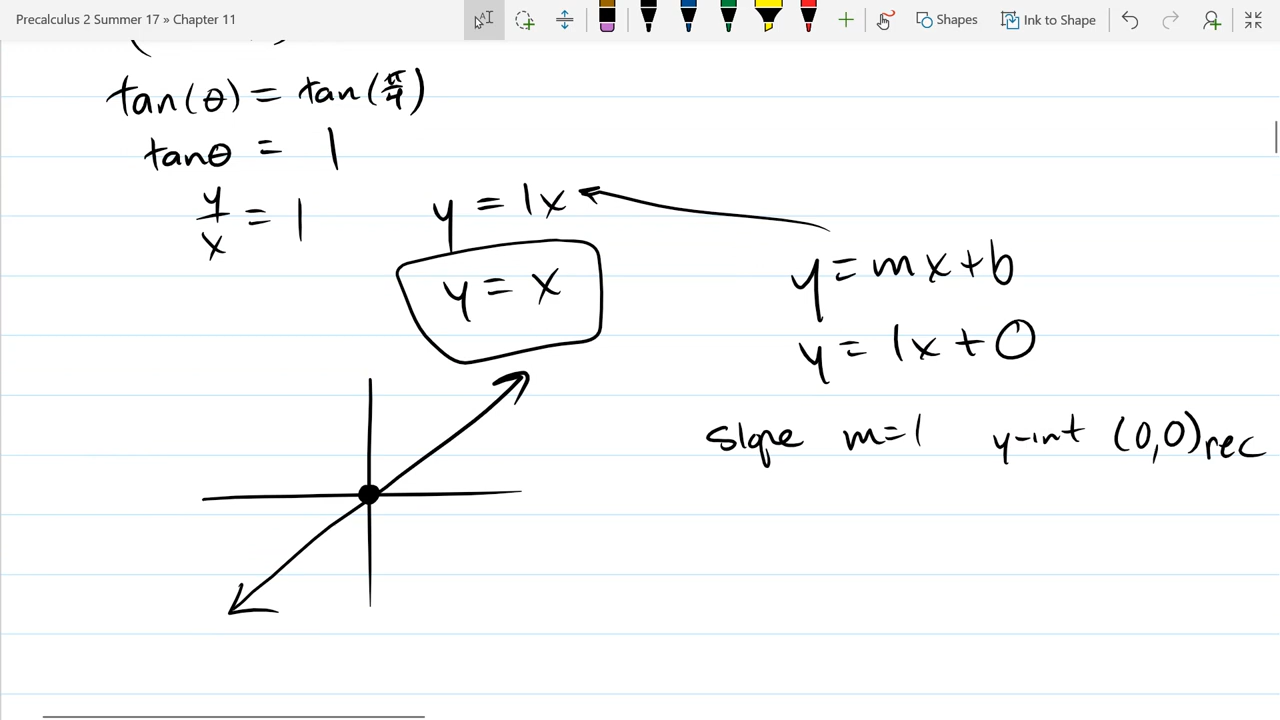 Precalculus 2 Summer 17 » Chapter 11
Shapes
Ink to Shape
tan(θ) = tan(π/4)
tanθ = 1
y/x = 1
y = 1x
y = x
y = mx+b
y = 1x + 0
slope m=1 y-int (0,0)rec